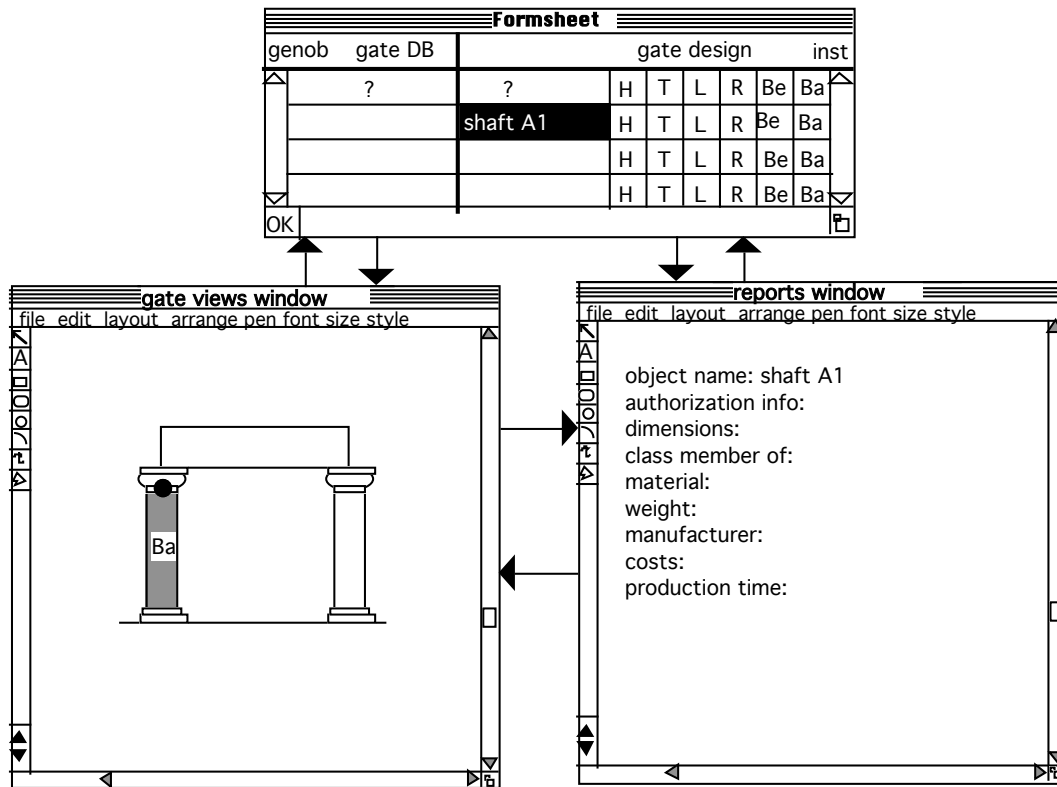 Formsheet
genob gate DB gate design inst
? ? H T L R Be Ba
shaft A1 H T L R Be Ba
H T L R Be Ba
H T L R Be Ba
OK
gate views window
file edit layout arrange pen font size style
A
Ba
reports window
file edit layout arrange pen font size style
A
object name: shaft A1
authorization info:
dimensions:
class member of:
material:
weight:
manufacturer:
costs:
production time: